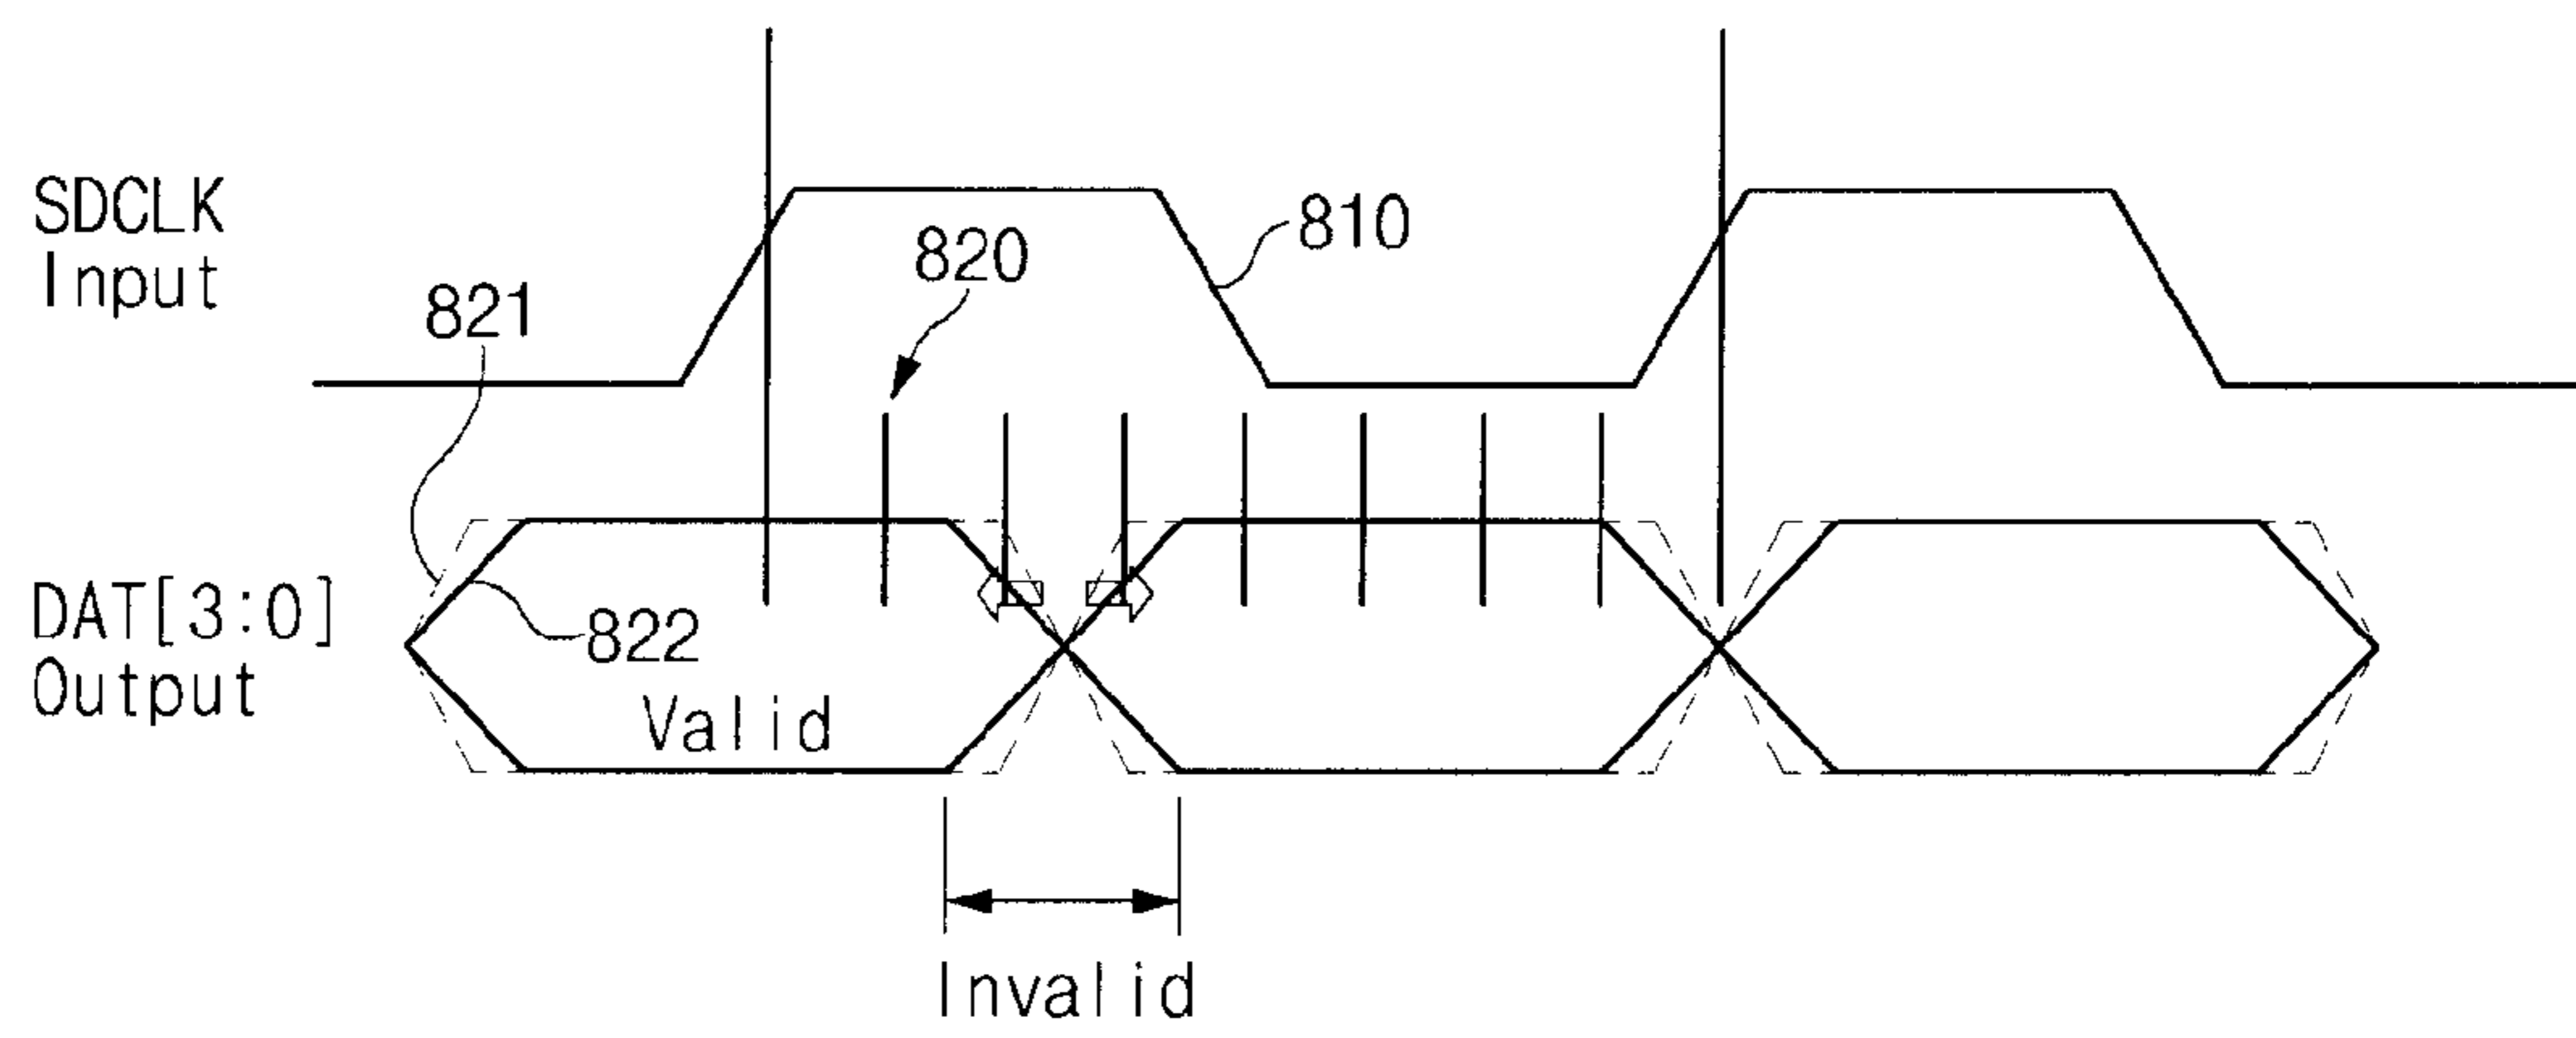 SDCLK
Input
810
820
821
DAT[3:0]
Output
822
Valid
Invalid